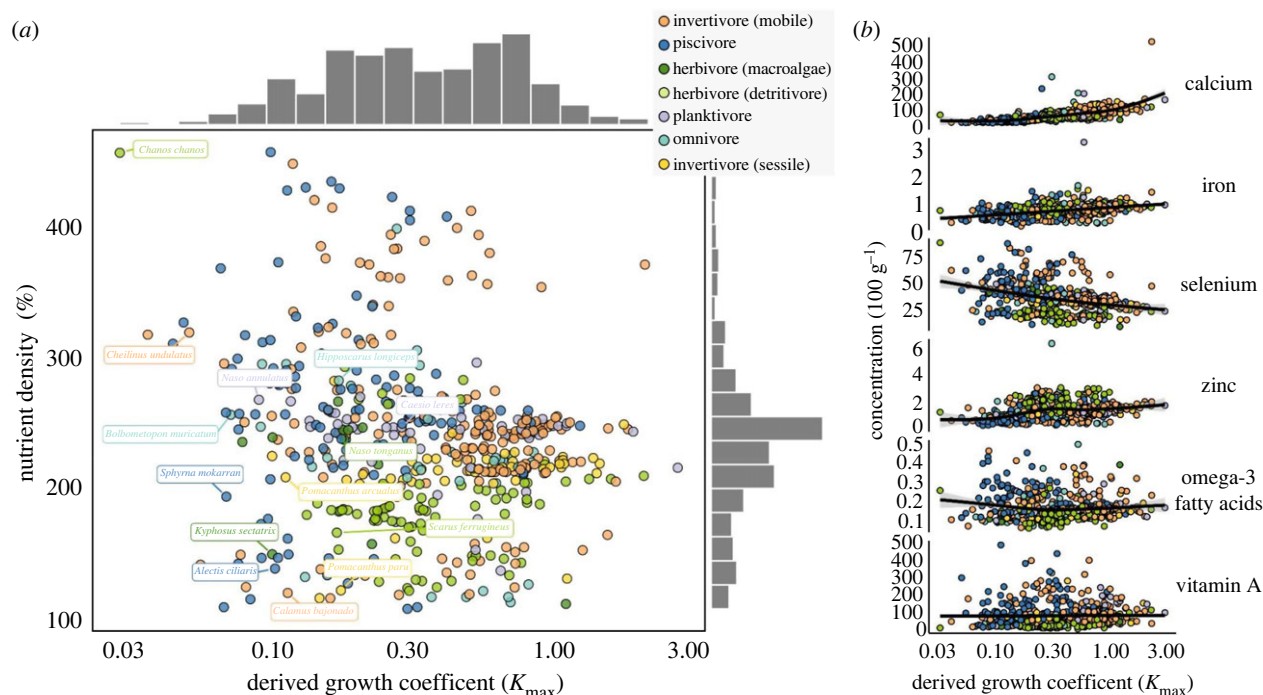 (a)
invertivore (mobile)
piscivore
herbivore (macroalgae)
herbivore (detritivore)
planktivore
omnivore
invertivore (sessile)
Chanos chanos
Cheilinus undulatus
Hipposcarus longiceps
Naso annulatus
Caesio teres
Bolbometopon muricatum
Naso tonganus
Sphyrna mokarran
Pomacanthus arcuatus
Kyphosus sectatrix
Scarus ferrugineus
Alectis ciliaris
Pomacanthus paru
Calamus bajonado
nutrient density (%)
400
300
200
100
0.03 0.10 0.30 1.00 3.00
derived growth coefficent (Kmax)
(b)
concentration (100 g–1)
500
400
300
200
100
0
calcium
3
2
1
0
iron
75
50
25
selenium
6
4
2
0
zinc
0.5
0.4
0.3
0.2
0.1
omega-3
fatty acids
500
400
300
200
100
0
vitamin A
0.03 0.10 0.30 1.00 3.00
derived growth coefficent (Kmax)